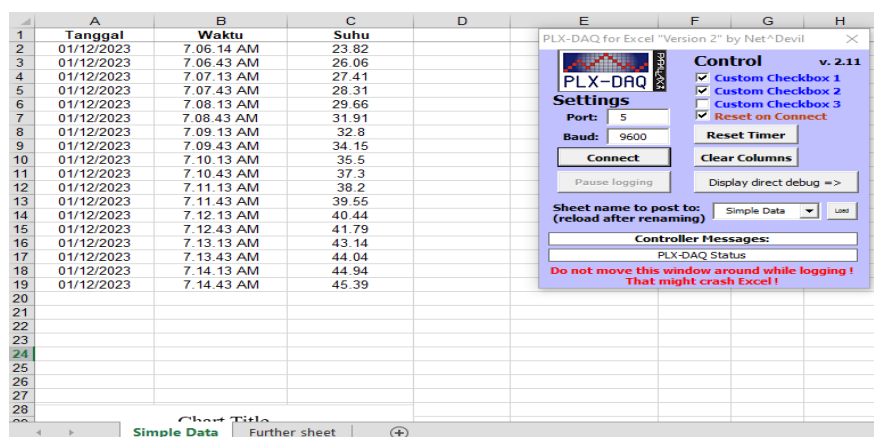 A B C D E F G H
1 Tanggal Waktu Suhu
2 01/12/2023 7.06.14 AM 23.82
3 01/12/2023 7.06.43 AM 26.06
4 01/12/2023 7.07.13 AM 27.41
5 01/12/2023 7.07.43 AM 28.31
6 01/12/2023 7.08.13 AM 29.66
7 01/12/2023 7.08.43 AM 31.91
8 01/12/2023 7.09.13 AM 32.8
9 01/12/2023 7.09.43 AM 34.15
10 01/12/2023 7.10.13 AM 35.5
11 01/12/2023 7.10.43 AM 37.3
12 01/12/2023 7.11.13 AM 38.2
13 01/12/2023 7.11.43 AM 39.55
14 01/12/2023 7.12.13 AM 40.44
15 01/12/2023 7.12.43 AM 41.79
16 01/12/2023 7.13.13 AM 43.14
17 01/12/2023 7.13.43 AM 44.04
18 01/12/2023 7.14.13 AM 44.94
19 01/12/2023 7.14.43 AM 45.39
20
21
22
23
24
25
26
27
28
Chart Title
PLX-DAQ for Excel "Version 2" by Net^Devil
PLX-DAQ
PARALLAX
Control v. 2.11
Custom Checkbox 1
Custom Checkbox 2
Custom Checkbox 3
Reset on Connect
Settings
Port: 5
Baud: 9600
Reset Timer
Connect
Clear Columns
Pause logging
Display direct debug =>
Sheet name to post to:
(reload after renaming)
Simple Data
Load
Controller Messages:
PLX-DAQ Status
Do not move this window around while logging !
That might crash Excel !
Simple Data Further sheet